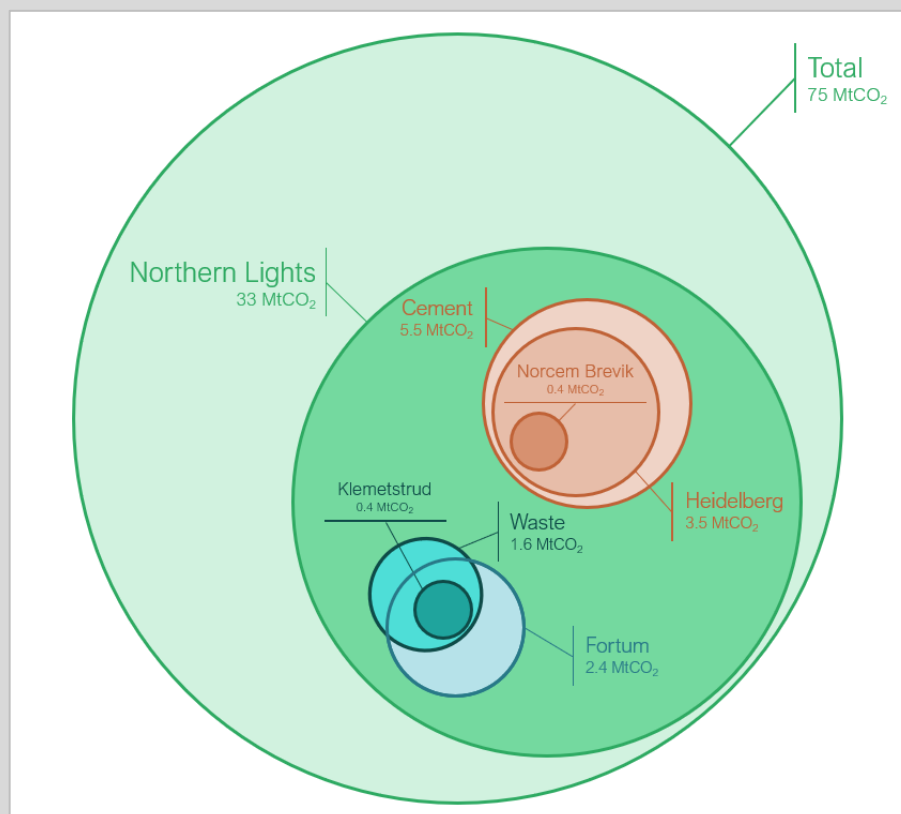 Total
75 MtCO₂
Northern Lights
33 MtCO₂
Cement
5.5 MtCO₂
Norcem Brevik
0.4 MtCO₂
Klemetstrud
0.4 MtCO₂
Heidelberg
3.5 MtCO₂
Waste
1.6 MtCO₂
Fortum
2.4 MtCO₂